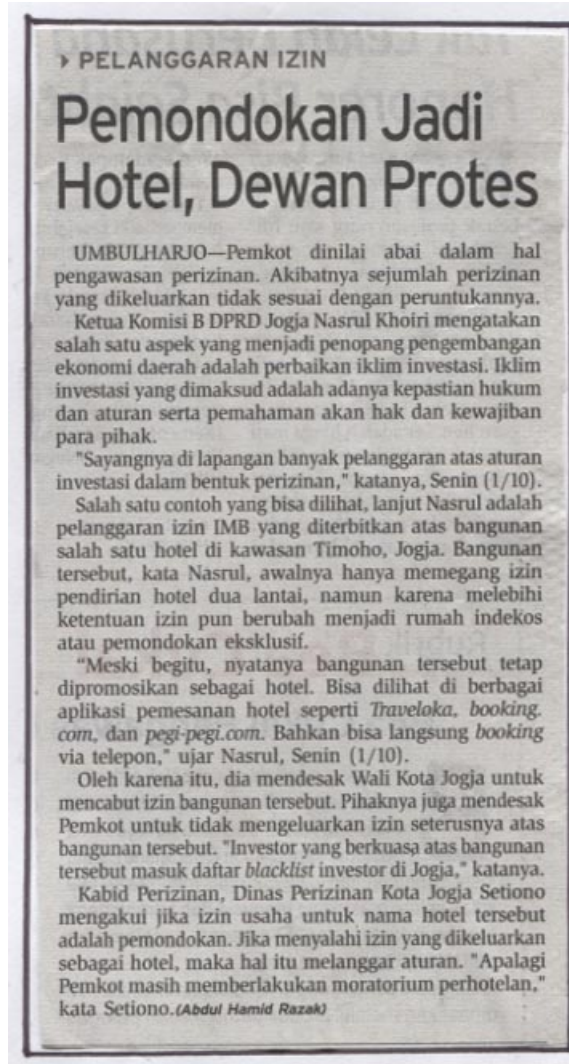 PELANGGARAN IZIN
Pemondokan Jadi
Hotel, Dewan Protes
UMBULHARJO—Pemkot dinilai abai dalam hal
pengawasan perizinan. Akibatnya sejumlah perizinan
yang dikeluarkan tidak sesuai dengan peruntukannya.
Ketua Komisi B DPRD Jogja Nasrul Khoiri mengatakan
salah satu aspek yang menjadi penopang pengembangan
ekonomi daerah adalah perbaikan iklim investasi. Iklim
investasi yang dimaksud adalah adanya kepastian hukum
dan aturan serta pemahaman akan hak dan kewajiban
para pihak.
"Sayangnya di lapangan banyak pelanggaran atas aturan
investasi dalam bentuk perizinan," katanya, Senin (1/10).
Salah satu contoh yang bisa dilihat, lanjut Nasrul adalah
pelanggaran izin IMB yang diterbitkan atas bangunan
salah satu hotel di kawasan Timoho, Jogja. Bangunan
tersebut, kata Nasrul, awalnya hanya memegang izin
pendirian hotel dua lantai, namun karena melebihi
ketentuan izin pun berubah menjadi rumah indekos
atau pemondokan eksklusif.
"Meski begitu, nyatanya bangunan tersebut tetap
dipromosikan sebagai hotel. Bisa dilihat di berbagai
aplikasi pemesanan hotel seperti Traveloka, booking.
com, dan pegi-pegi.com. Bahkan bisa langsung booking
via telepon," ujar Nasrul, Senin (1/10).
Oleh karena itu, dia mendesak Wali Kota Jogja untuk
mencabut izin bangunan tersebut. Pihaknya juga mendesak
Pemkot untuk tidak mengeluarkan izin seterusnya atas
bangunan tersebut. "Investor yang berkuasa atas bangunan
tersebut masuk daftar blacklist investor di Jogja," katanya.
Kabid Perizinan, Dinas Perizinan Kota Jogja Setiono
mengakui jika izin usaha untuk nama hotel tersebut
adalah pemondokan. Jika menyalahi izin yang dikeluarkan
sebagai hotel, maka hal itu melanggar aturan. "Apalagi
Pemkot masih memberlakukan moratorium perhotelan,"
kata Setiono.(Abdul Hamid Razak)